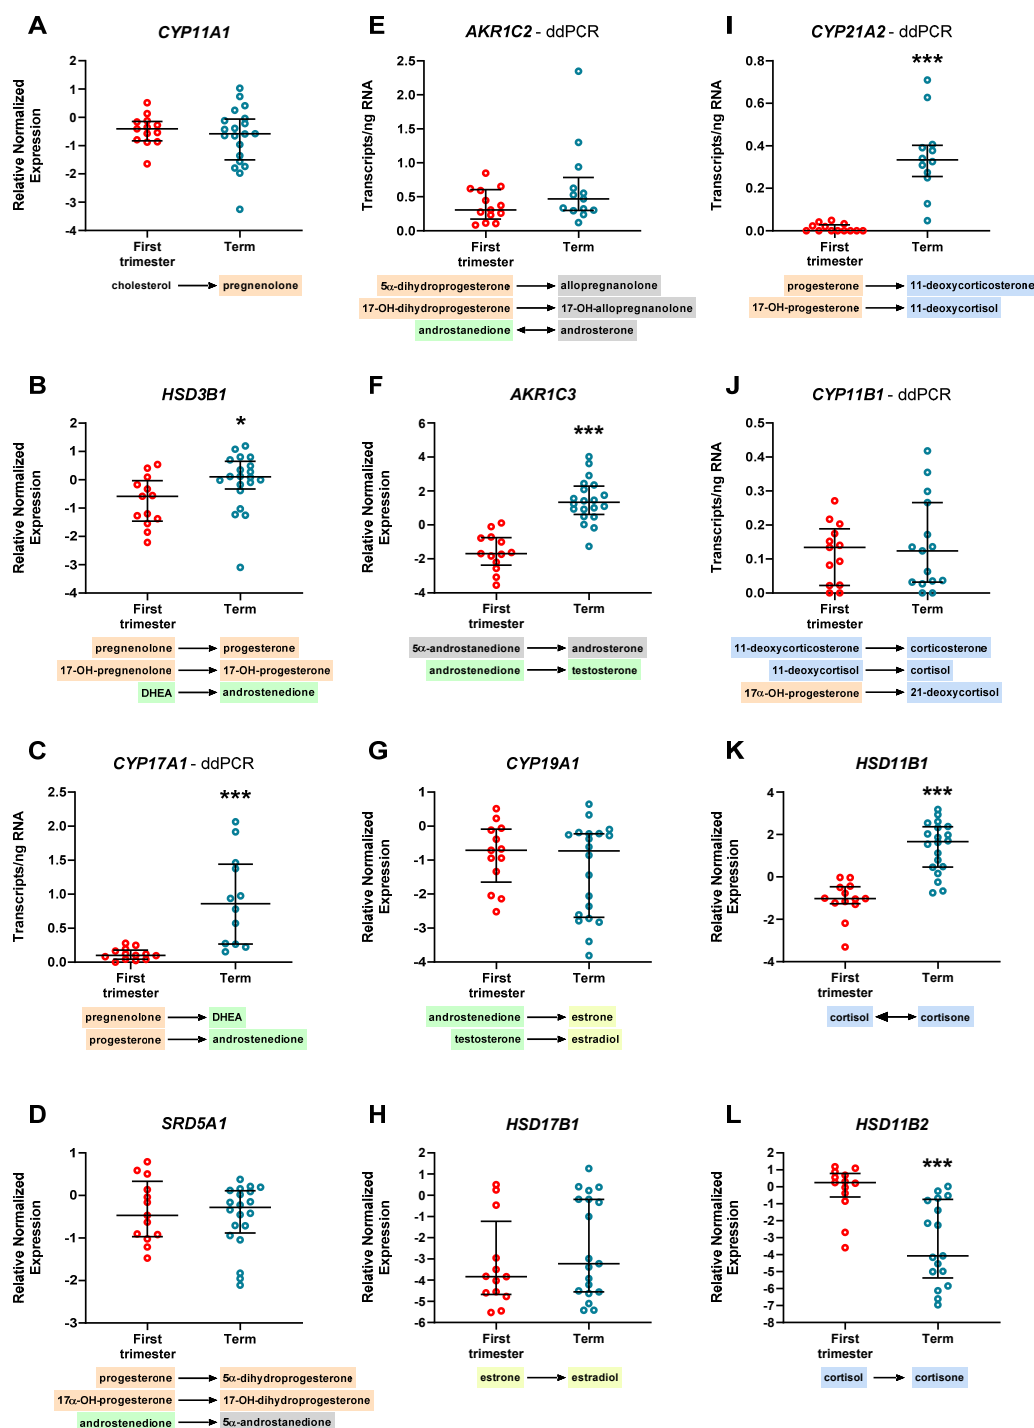 A
CYP11A1
Relative Normalized
Expression
2
1
0
-1
-2
-3
-4
First
trimester
Term
cholesterol
pregnenolone
B
HSD3B1
*
Relative Normalized
Expression
2
1
0
-1
-2
-3
-4
First
trimester
Term
pregnenolone
progesterone
17-OH-pregnenolone
17-OH-progesterone
DHEA
androstenedione
C
CYP17A1 - ddPCR
***
Transcripts/ng RNA
2.5
2.0
1.5
1.0
0.5
0.0
First
trimester
Term
pregnenolone
DHEA
progesterone
androstenedione
D
SRD5A1
Relative Normalized
Expression
1
0
-1
-2
-3
First
trimester
Term
progesterone
5α-dihydroprogesterone
17α-OH-progesterone
17-OH-dihydroprogesterone
androstenedione
5α-androstanedione
E
AKR1C2 - ddPCR
Transcripts/ng RNA
2.5
2.0
1.5
1.0
0.5
0.0
First
trimester
Term
5α-dihydroprogesterone
allopregnanolone
17-OH-dihydroprogesterone
17-OH-allopregnanolone
androstanedione
androsterone
F
AKR1C3
***
Relative Normalized
Expression
6
4
2
0
-2
-4
First
trimester
Term
5α-androstanedione
androsterone
androstenedione
testosterone
G
CYP19A1
Relative Normalized
Expression
1
0
-1
-2
-3
-4
First
trimester
Term
androstenedione
estrone
testosterone
estradiol
H
HSD17B1
Relative Normalized
Expression
2
1
0
-1
-2
-3
-4
-5
-6
First
trimester
Term
estrone
estradiol
I
CYP21A2 - ddPCR
***
Transcripts/ng RNA
0.8
0.6
0.4
0.2
0.0
First
trimester
Term
progesterone
11-deoxycorticosterone
17-OH-progesterone
11-deoxycortisol
J
CYP11B1 - ddPCR
Transcripts/ng RNA
0.5
0.4
0.3
0.2
0.1
0.0
First
trimester
Term
11-deoxycorticosterone
corticosterone
11-deoxycortisol
cortisol
17α-OH-progesterone
21-deoxycortisol
K
HSD11B1
***
Relative Normalized
Expression
4
2
0
-2
-4
First
trimester
Term
cortisol
cortisone
L
HSD11B2
***
Relative Normalized
Expression
2
1
0
-1
-2
-3
-4
-5
-6
-7
-8
First
trimester
Term
cortisol
cortisone